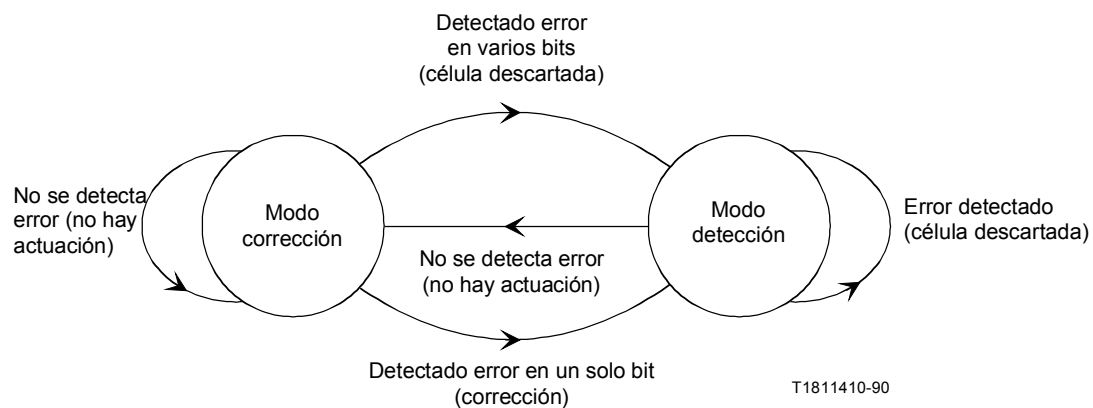 Detectado error
en varios bits
(célula descartada)
No se detecta
error (no hay
actuación)
Modo
corrección
Modo
detección
Error detectado
(célula descartada)
No se detecta error
(no hay actuación)
Detectado error en un solo bit
(corrección)
T1811410-90